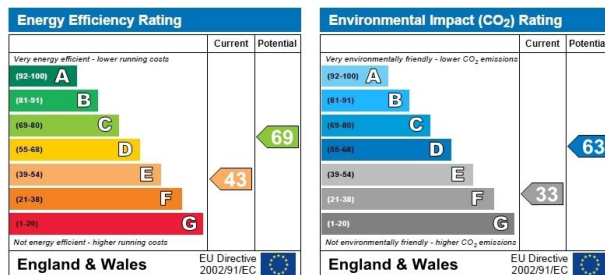 Energy Efficiency Rating
Current Potential
Very energy efficient - lower running costs
(92-100) A
(81-91) B
(69-80) C
(55-68) D
(39-54) E
(21-38) F
(1-20) G
43
69
Not energy efficient - higher running costs
England & Wales
EU Directive
2002/91/EC
Environmental Impact (CO2) Rating
Current Potential
Very environmentally friendly - lower CO2 emissions
(92-100) A
(81-91) B
(69-80) C
(55-68) D
(39-54) E
(21-38) F
(1-20) G
33
63
Not environmentally friendly - higher CO2 emissions
England & Wales
EU Directive
2002/91/EC